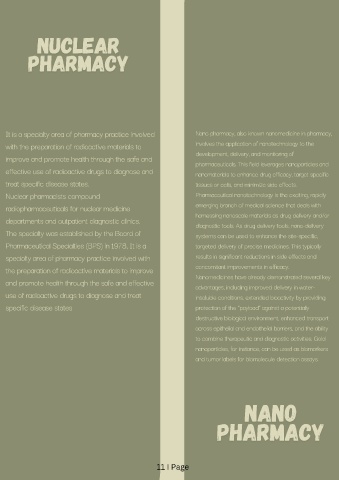 NUCLEAR
PHARMACY
It is a specialty area of pharmacy practice involved
with the preparation of radioactive materials to
improve and promote health through the safe and
effective use of radioactive drugs to diagnose and
treat specific disease states.
Nuclear pharmacists compound
radiopharmaceuticals for nuclear medicine
departments and outpatient diagnostic clinics.
The specialty was established by the Board of
Pharmaceutical Specialties (BPS) in 1978. It is a
specialty area of pharmacy practice involved with
the preparation of radioactive materials to improve
and promote health through the safe and effective
use of radioactive drugs to diagnose and treat
specific disease states
Nano pharmacy, also known nanomedicine in pharmacy,
involves the application of nanotechnology to the
development, delivery, and monitoring of
pharmaceuticals. This field leverages nanoparticles and
nanomaterials to enhance drug efficacy, target specific
tissues or cells, and minimize side effects
Pharmaceutical nanotechnology is the exciting, newly
emerging branch of medical science that deals with
harnessing nanoscale materials as drug delivery and/or
diagnostic tools. As drug delivery tools, nano delivery
systems can be used to enhance the site-specific,
targeted delivery of precise medicines. This typically
results in significant reductions in side effects and
concomitant improvements in efficacy.
Nanomedicines have already demonstrated several key
advantages, including improved delivery in water-
insoluble conditions, extended bioactivity by providing
protection of the "payload" against a potentially
destructive biological environment, enhanced transport
across epithelial and endothelial barriers, and the ability
to combine therapeutic and diagnostic activities. Gold
nanoparticles, for instance, can be used as biomarkers
and tumor labels for biomolecule detection assays.
NANO
PHARMACY
11 | Page